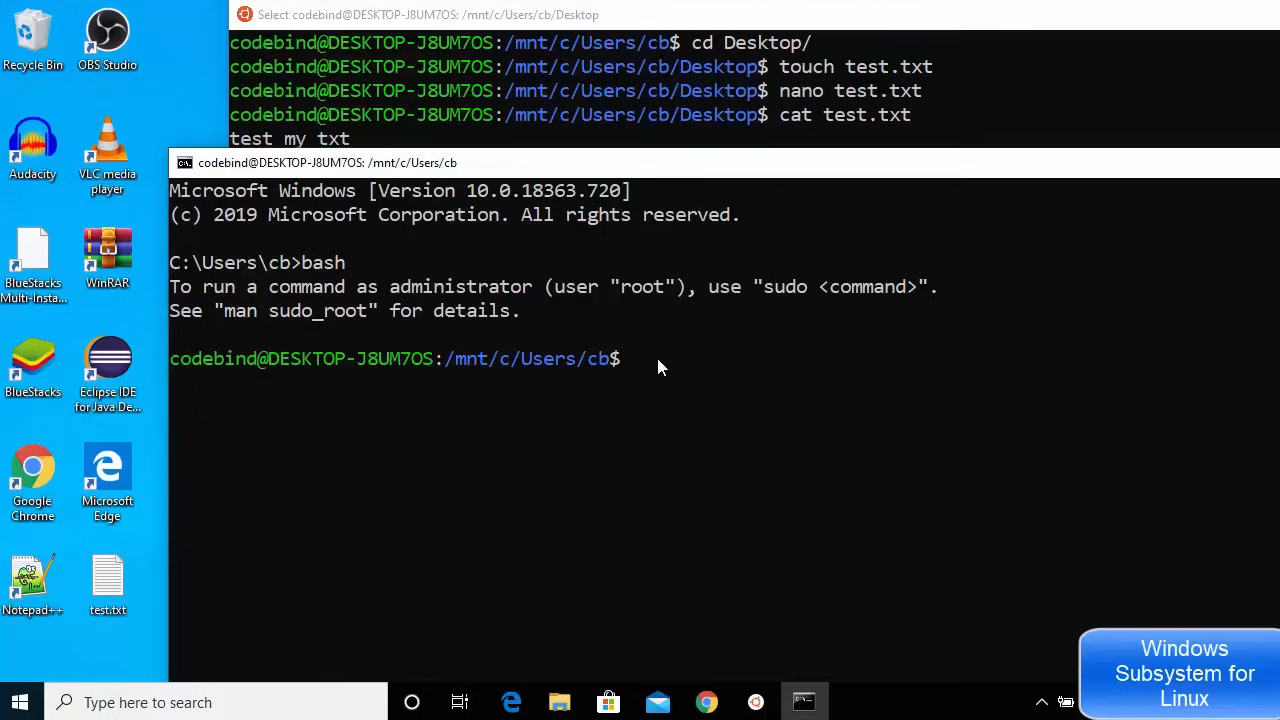 Select codebind@DESKTOP-J8UM7OS: /mnt/c/Users/cb/Desktop
codebind@DESKTOP-J8UM7OS:/mnt/c/Users/cb$ cd Desktop/
codebind@DESKTOP-J8UM7OS:/mnt/c/Users/cb/Desktop$ touch test.txt
codebind@DESKTOP-J8UM7OS:/mnt/c/Users/cb/Desktop$ nano test.txt
codebind@DESKTOP-J8UM7OS:/mnt/c/Users/cb/Desktop$ cat test.txt
test my txt
codebind@DESKTOP-J8UM7OS: /mnt/c/Users/cb
Microsoft Windows [Version 10.0.18363.720]
(c) 2019 Microsoft Corporation. All rights reserved.
C:\Users\cb>bash
To run a command as administrator (user "root"), use "sudo <command>".
See "man sudo_root" for details.
codebind@DESKTOP-J8UM7OS:/mnt/c/Users/cb$
Recycle Bin
OBS Studio
Audacity
VLC media
player
BlueStacks
Multi-Insta...
WinRAR
BlueStacks
Eclipse IDE
for Java De...
Google
Chrome
Microsoft
Edge
Notepad++
test.txt
Windows
Subsystem for
Linux
Type here to search